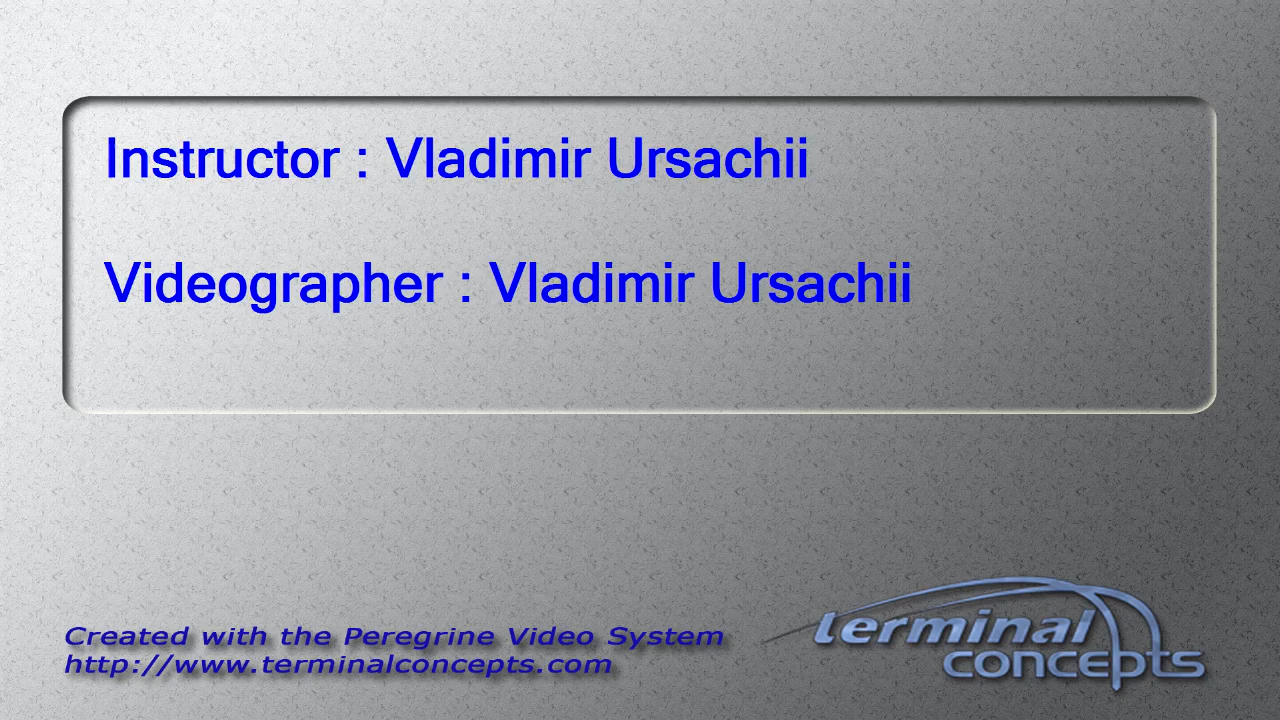 Instructor : Vladimir Ursachii
Videographer : Vladimir Ursachii
Created with the Peregrine Video System
http://www.terminalconcepts.com
terminal
concepts